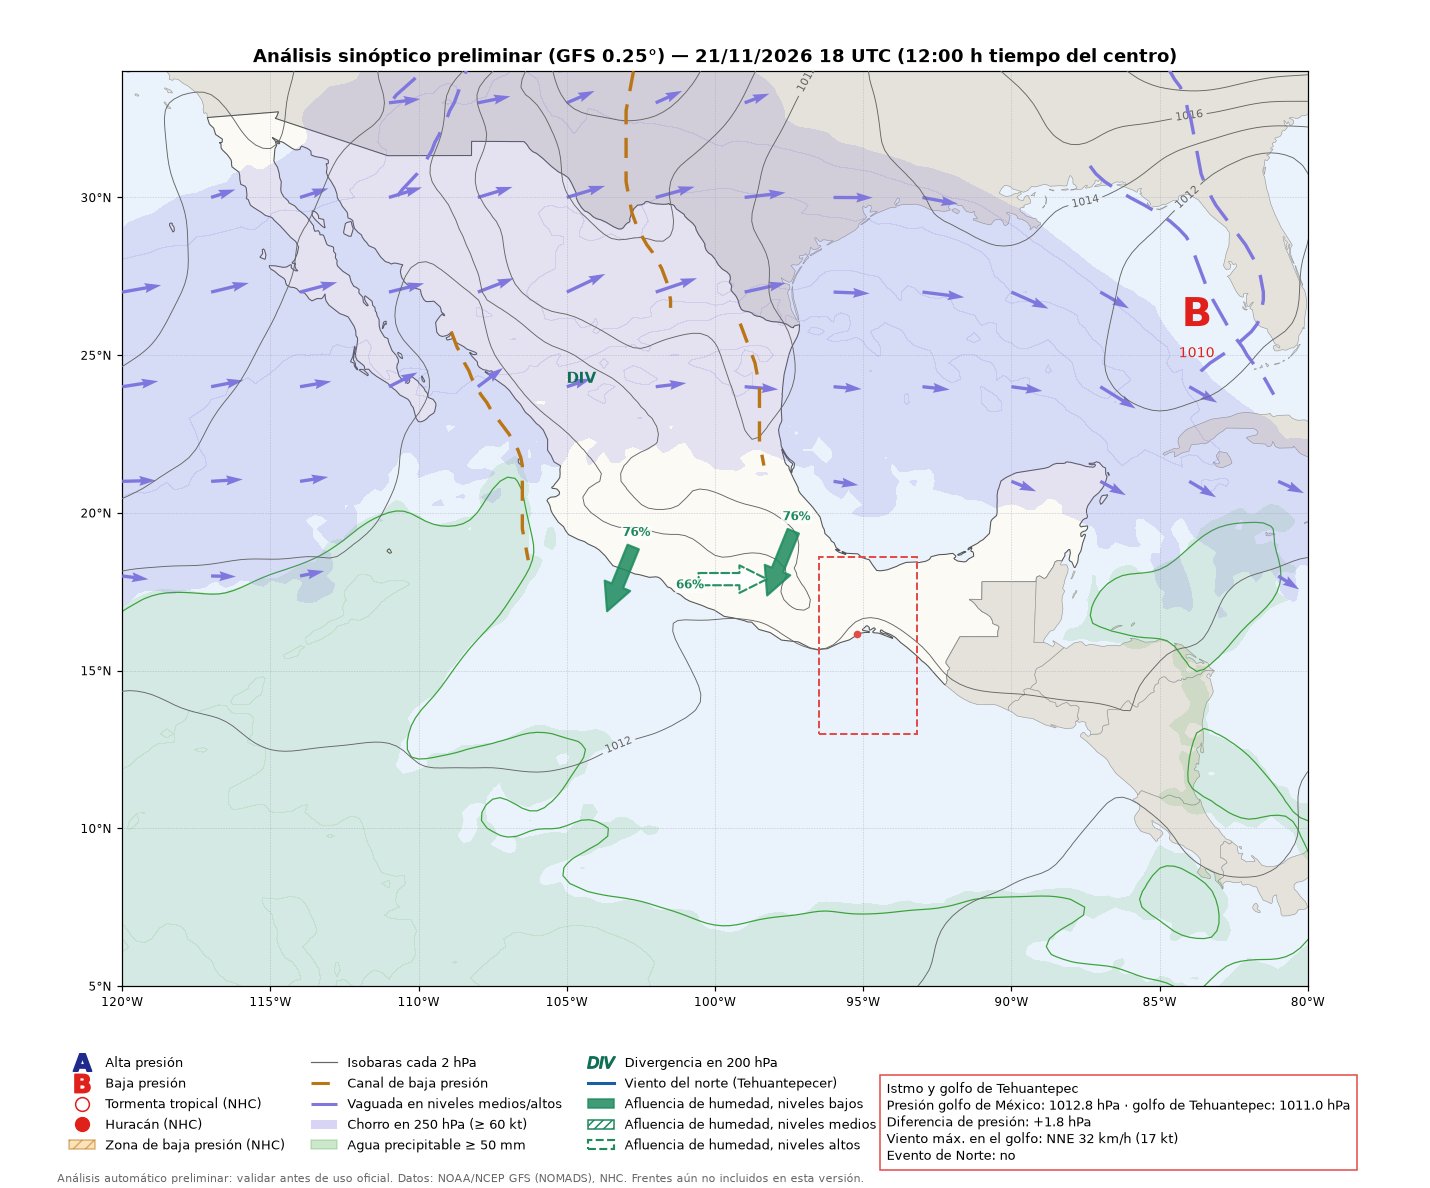 Análisis sinóptico preliminar (GFS 0.25°) — 21/11/2026 18 UTC (12:00 h tiempo del centro)
1016
1014
1012
30°N
B
1010
25°N
DIV
20°N
76%
76%
66%
15°N
1012
10°N
5°N
120°W
115°W
110°W
105°W
100°W
95°W
90°W
85°W
80°W
A Alta presión
B Baja presión
Tormenta tropical (NHC)
Huracán (NHC)
Zona de baja presión (NHC)
Isobaras cada 2 hPa
Canal de baja presión
Vaguada en niveles medios/altos
Chorro en 250 hPa (≥ 60 kt)
Agua precipitable ≥ 50 mm
DIV Divergencia en 200 hPa
Viento del norte (Tehuantepecer)
Afluencia de humedad, niveles bajos
Afluencia de humedad, niveles medios
Afluencia de humedad, niveles altos
Istmo y golfo de Tehuantepec
Presión golfo de México: 1012.8 hPa · golfo de Tehuantepec: 1011.0 hPa
Diferencia de presión: +1.8 hPa
Viento máx. en el golfo: NNE 32 km/h (17 kt)
Evento de Norte: no
Análisis automático preliminar: validar antes de uso oficial. Datos: NOAA/NCEP GFS (NOMADS), NHC. Frentes aún no incluidos en esta versión.